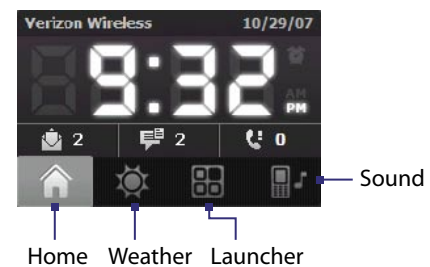 Verizon Wireless 10/29/07
9:32 AM
PM
2 2 0
Sound
Home Weather Launcher